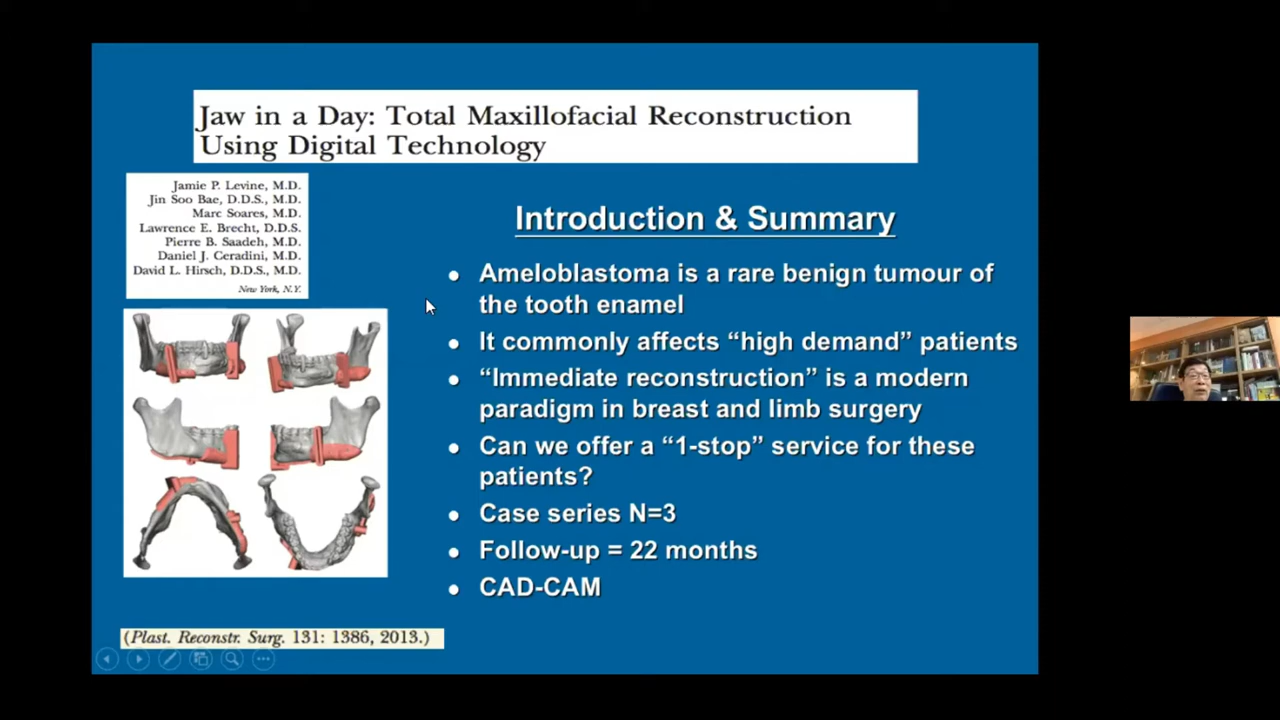 Jaw in a Day: Total Maxillofacial Reconstruction
Using Digital Technology
Jamie P. Levine, M.D.
Jin Soo Bae, D.D.S., M.D.
Marc Soares, M.D.
Lawrence E. Brecht, D.D.S.
Pierre B. Saadeh, M.D.
Daniel J. Ceradini, M.D.
David L. Hirsch, D.D.S., M.D.
New York, N.Y.
Introduction & Summary
• Ameloblastoma is a rare benign tumour of
the tooth enamel
• It commonly affects “high demand” patients
• “Immediate reconstruction” is a modern
paradigm in breast and limb surgery
• Can we offer a “1-stop” service for these
patients?
• Case series N=3
• Follow-up = 22 months
• CAD-CAM
(Plast. Reconstr. Surg. 131: 1386, 2013.)